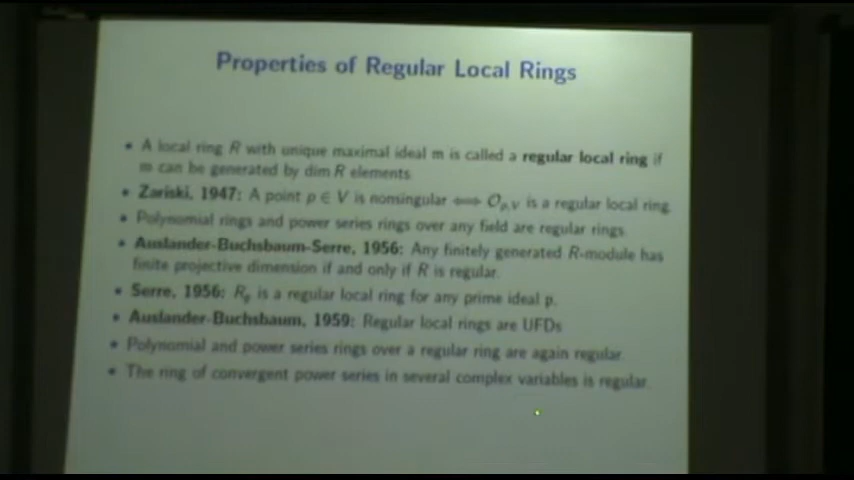 Properties of Regular Local Rings
• A local ring R with unique maximal ideal m is called a regular local ring if
m can be generated by dim R elements.
• Zariski, 1947: A point p ∈ V is nonsingular ⟺ O_{p,V} is a regular local ring.
• Polynomial rings and power series rings over any field are regular rings.
• Auslander-Buchsbaum-Serre, 1956: Any finitely generated R-module has
finite projective dimension if and only if R is regular.
• Serre, 1956: R_p is a regular local ring for any prime ideal p.
• Auslander-Buchsbaum, 1959: Regular local rings are UFDs
• Polynomial and power series rings over a regular ring are again regular.
• The ring of convergent power series in several complex variables is regular.